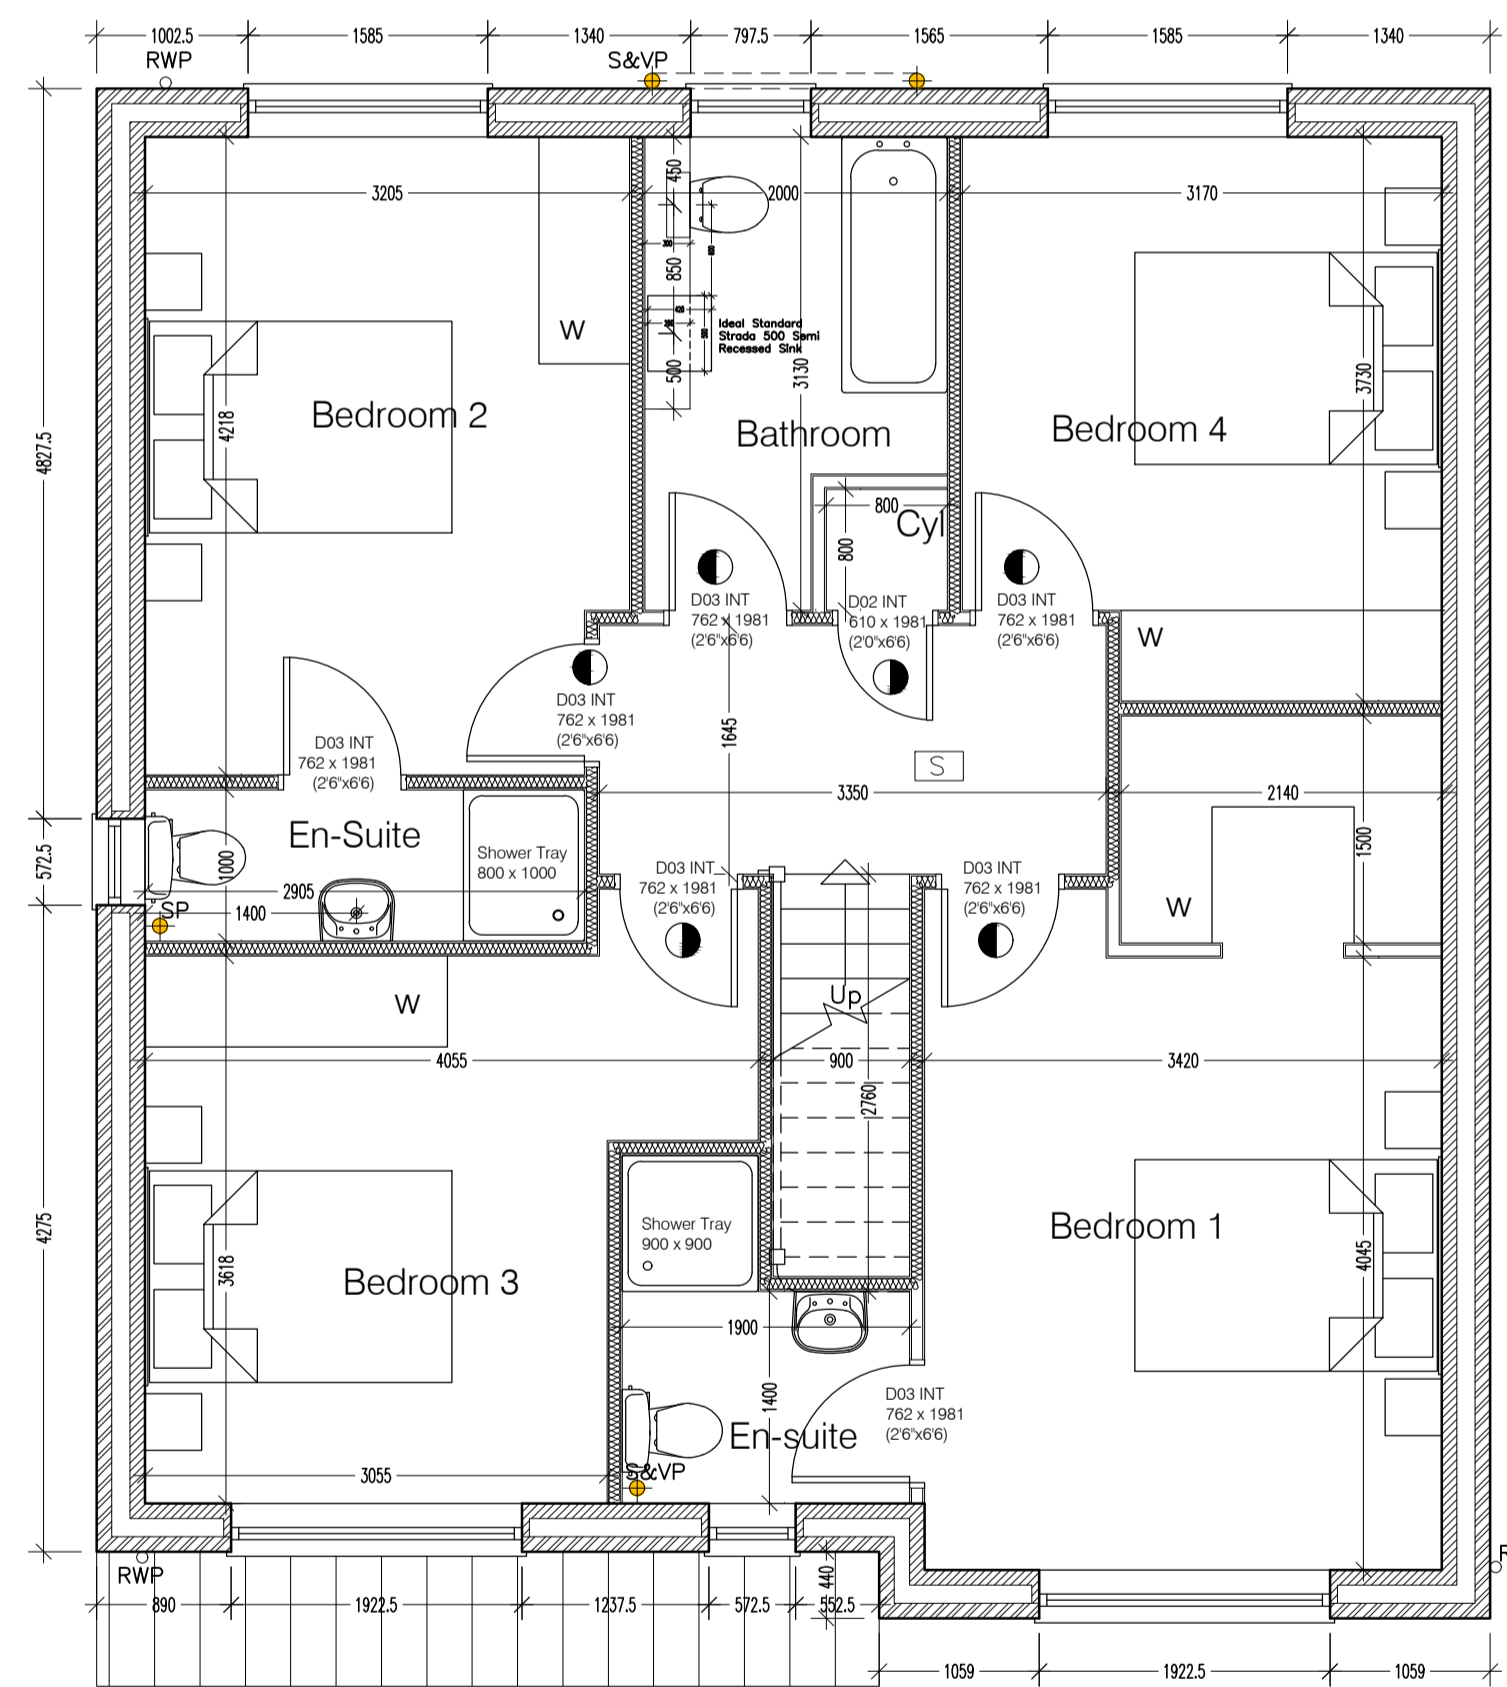 1002.5 1585 1340 797.5 1565 1585 1340
RWP S&VP
450
3205 2000 3170
300
600
850
420
500
Ideal Standard
Strada 500 Semi
Recessed Sink
W
500
3130
3730
4218
Bedroom 2
Bathroom
Bedroom 4
4827.5
800
Cyl
800
D03 INT
762 x 1981
(2'6"x6'6)
D02 INT
610 x 1981
(2'0"x6'6)
D03 INT
762 x 1981
(2'6"x6'6)
W
D03 INT
762 x 1981
(2'6"x6'6)
D03 INT
762 x 1981
(2'6"x6'6)
1645
S
3350 2140
1500
En-Suite
Shower Tray
800 x 1000
572.5
1000
2905
1400
SP
D03 INT
762 x 1981
(2'6"x6'6)
D03 INT
762 x 1981
(2'6"x6'6)
W
W
Up
4055 900 3420
2760
Shower Tray
900 x 900
Bedroom 1
4275
3618
Bedroom 3
4045
1900
1400
D03 INT
762 x 1981
(2'6"x6'6)
En-suite
3055
S&VP
RWP
R
440
890 1922.5 1237.5 572.5 552.5
1059 1922.5 1059